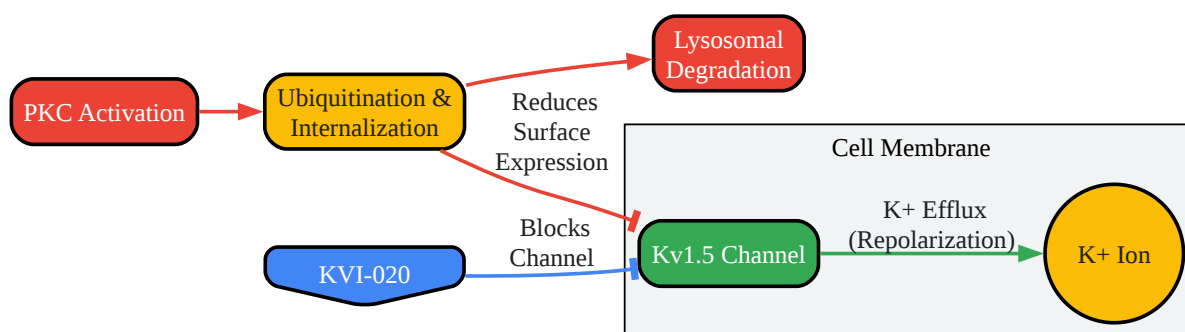 Lysosomal
Degradation
PKC Activation
Ubiquitination &
Internalization
Reduces
Surface
Expression
Cell Membrane
Blocks
Channel
KVI-020
Kv1.5 Channel
K+ Efflux
(Repolarization)
K+ Ion